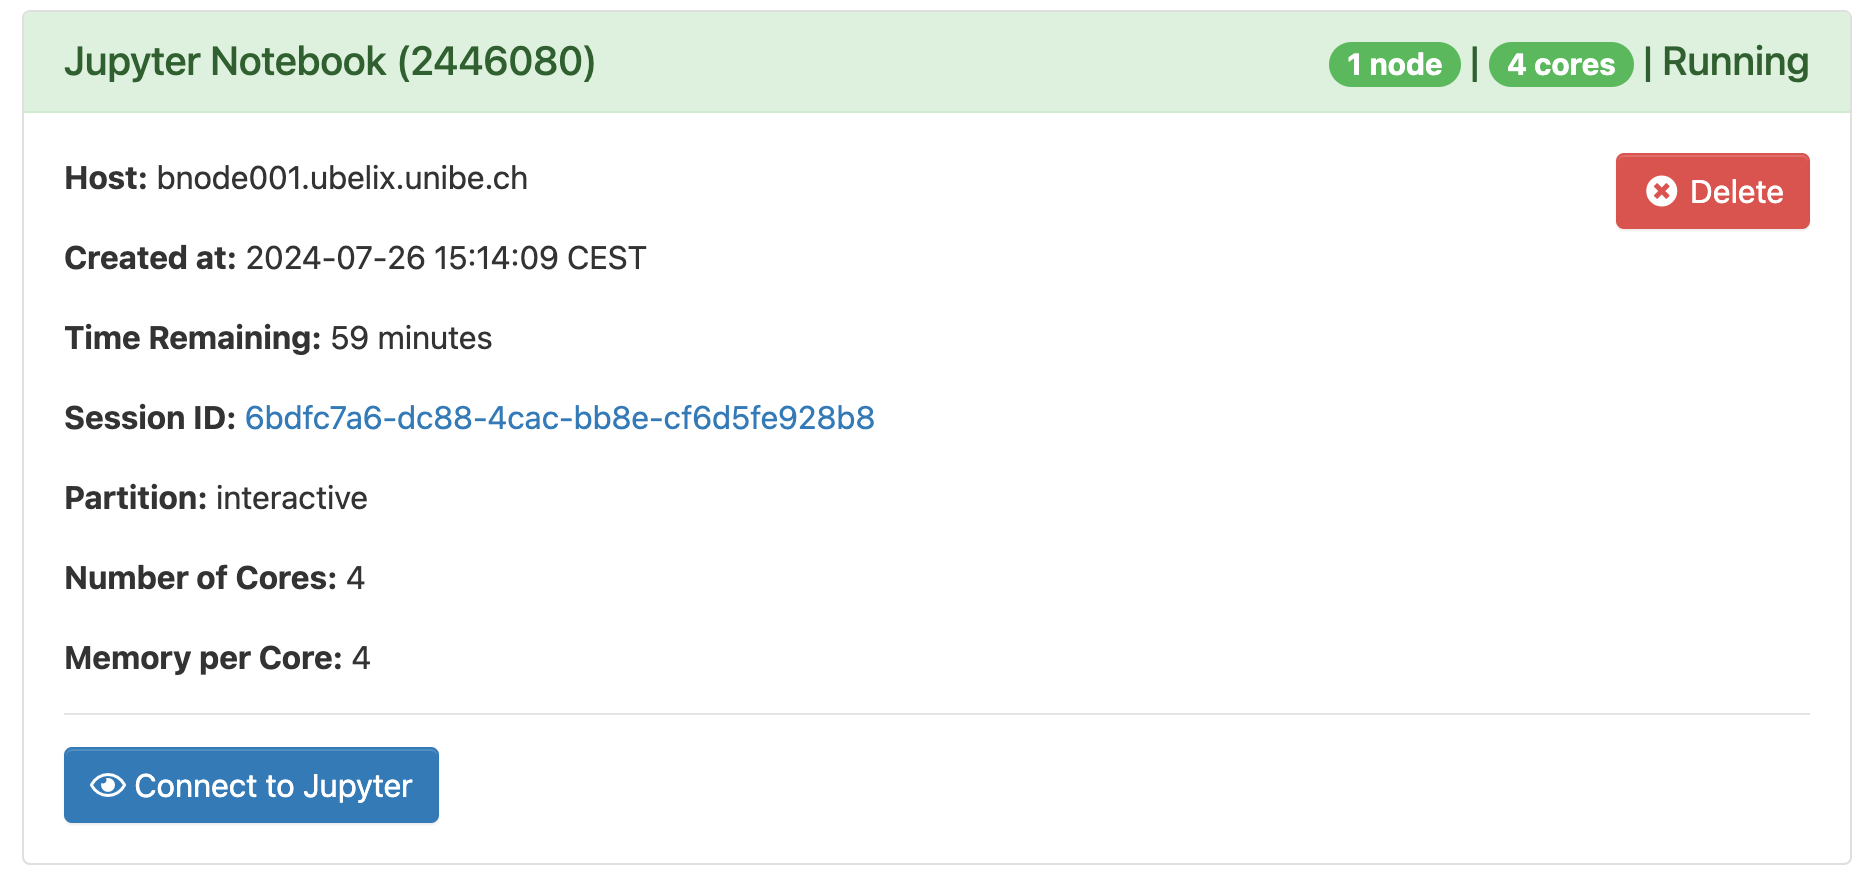 Jupyter Notebook (2446080)
1 node | 4 cores | Running
Host: bnode001.ubelix.unibe.ch
Delete
Created at: 2024-07-26 15:14:09 CEST
Time Remaining: 59 minutes
Session ID: 6bdfc7a6-dc88-4cac-bb8e-cf6d5fe928b8
Partition: interactive
Number of Cores: 4
Memory per Core: 4
Connect to Jupyter